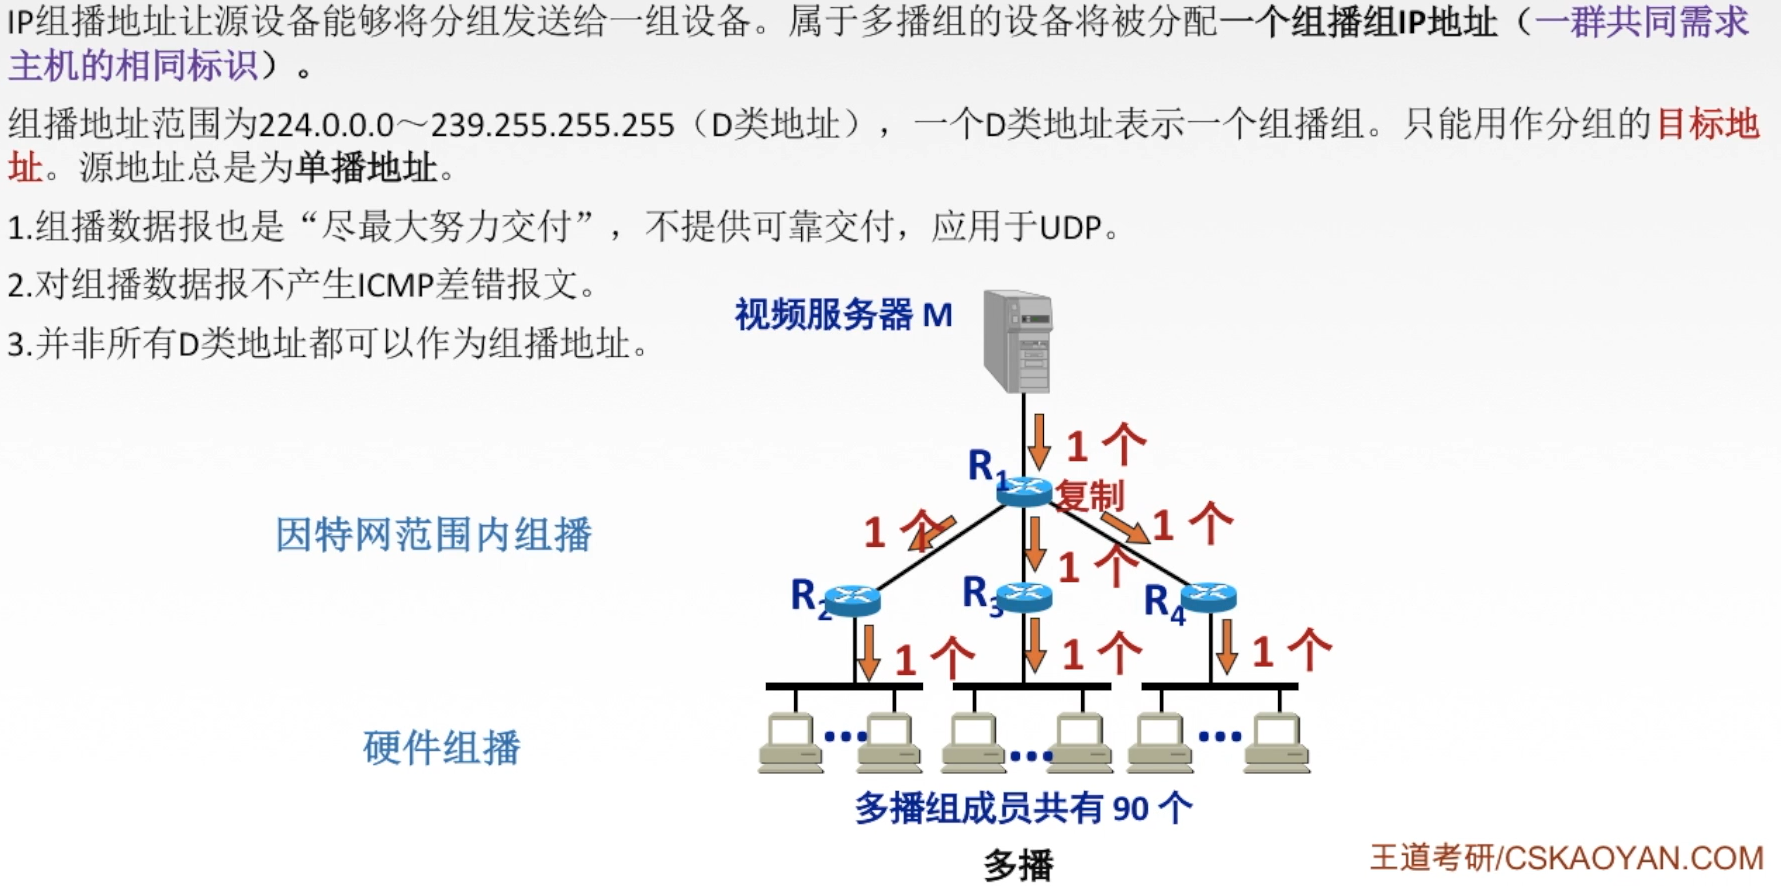 IP组播地址让源设备能够将分组发送给一组设备。属于多播组的设备将被分配一个组播组IP地址（一群共同需求
主机的相同标识）。
组播地址范围为224.0.0.0～239.255.255.255（D类地址），一个D类地址表示一个组播组。只能用作分组的目标地
址。源地址总是为单播地址。
1.组播数据报也是“尽最大努力交付”，不提供可靠交付，应用于UDP。
2.对组播数据报不产生ICMP差错报文。
3.并非所有D类地址都可以作为组播地址。
视频服务器 M
1 个
R1
复制
1 个
1 个
因特网范围内组播
1 个
R2
R3
R4
1 个
1 个
1 个
硬件组播
多播组成员共有 90 个
多播
王道考研/CSKAOYAN.COM